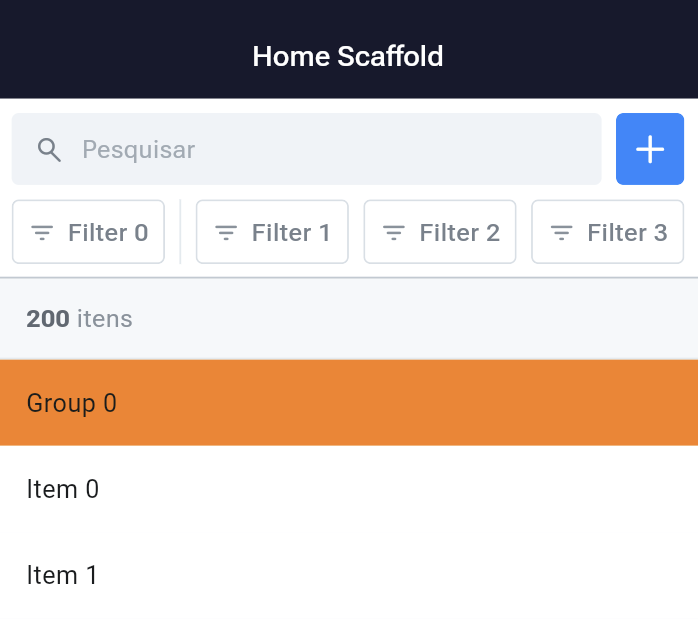 Home Scaffold
Pesquisar
Filter 0 Filter 1 Filter 2 Filter 3
200 itens
Group 0
Item 0
Item 1